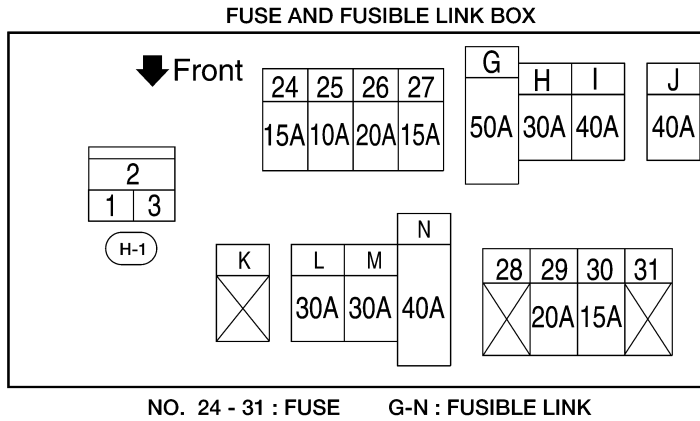 FUSE AND FUSIBLE LINK BOX
Front
24 25 26 27
15A 10A 20A 15A
G H I J
50A 30A 40A 40A
2
1 3
H-1
K L M N
30A 30A 40A
28 29 30 31
20A 15A
NO. 24 - 31 : FUSE G-N : FUSIBLE LINK